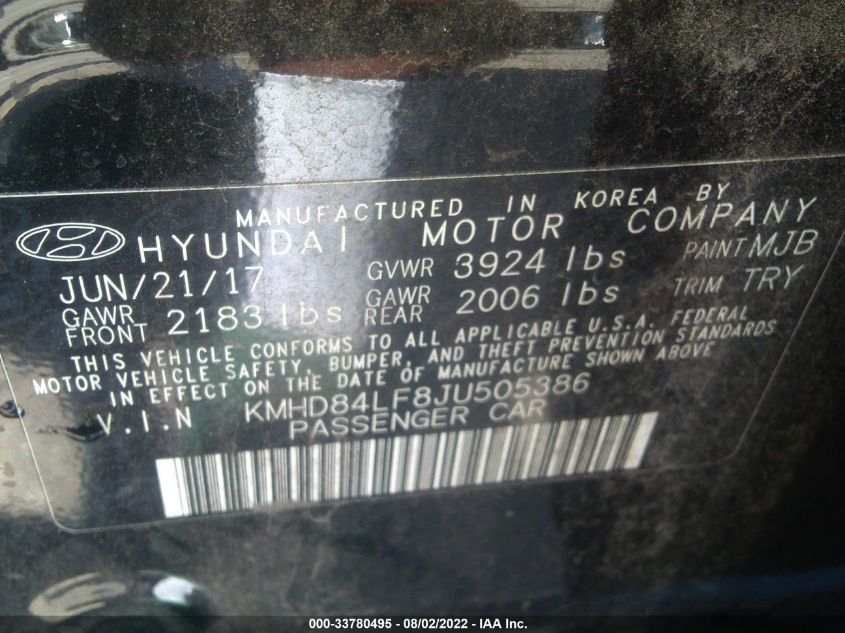 MANUFACTURED IN KOREA BY
HYUNDAI MOTOR COMPANY
JUN/21/17 GVWR 3924 lbs PAINT MJB
GAWR FRONT 2183 lbs GAWR REAR 2006 lbs TRIM TRY
THIS VEHICLE CONFORMS TO ALL APPLICABLE U.S.A. FEDERAL
MOTOR VEHICLE SAFETY, BUMPER, AND THEFT PREVENTION STANDARDS
IN EFFECT ON THE DATE OF MANUFACTURE SHOWN ABOVE
V.I.N KMHD84LF8JU505386
PASSENGER CAR
000-33780495 - 08/02/2022 - IAA Inc.